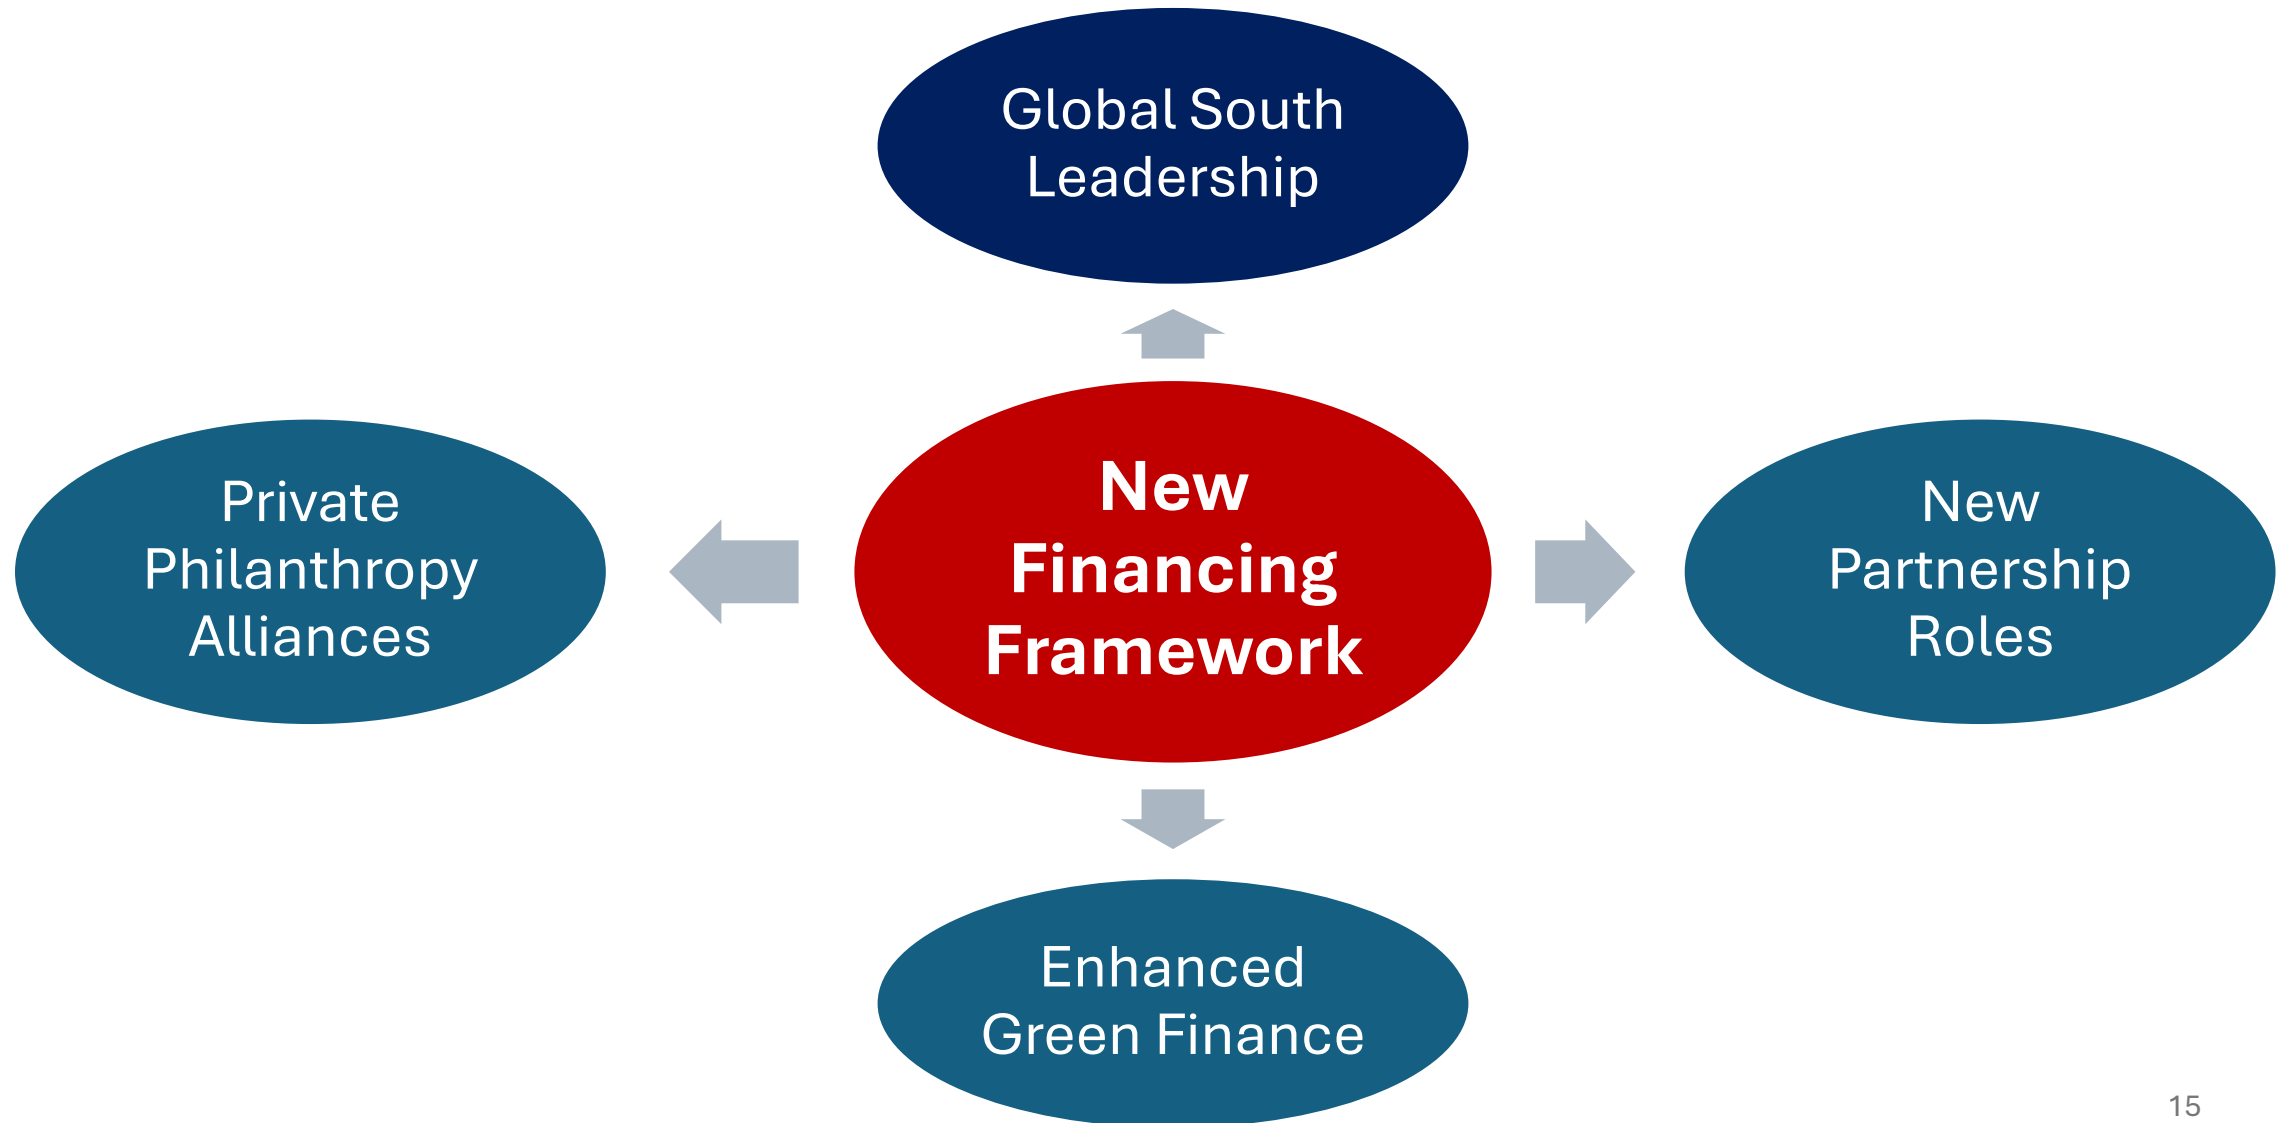 Global South
Leadership
Private
Philanthropy
Alliances
New
Financing
Framework
New
Partnership
Roles
Enhanced
Green Finance
15